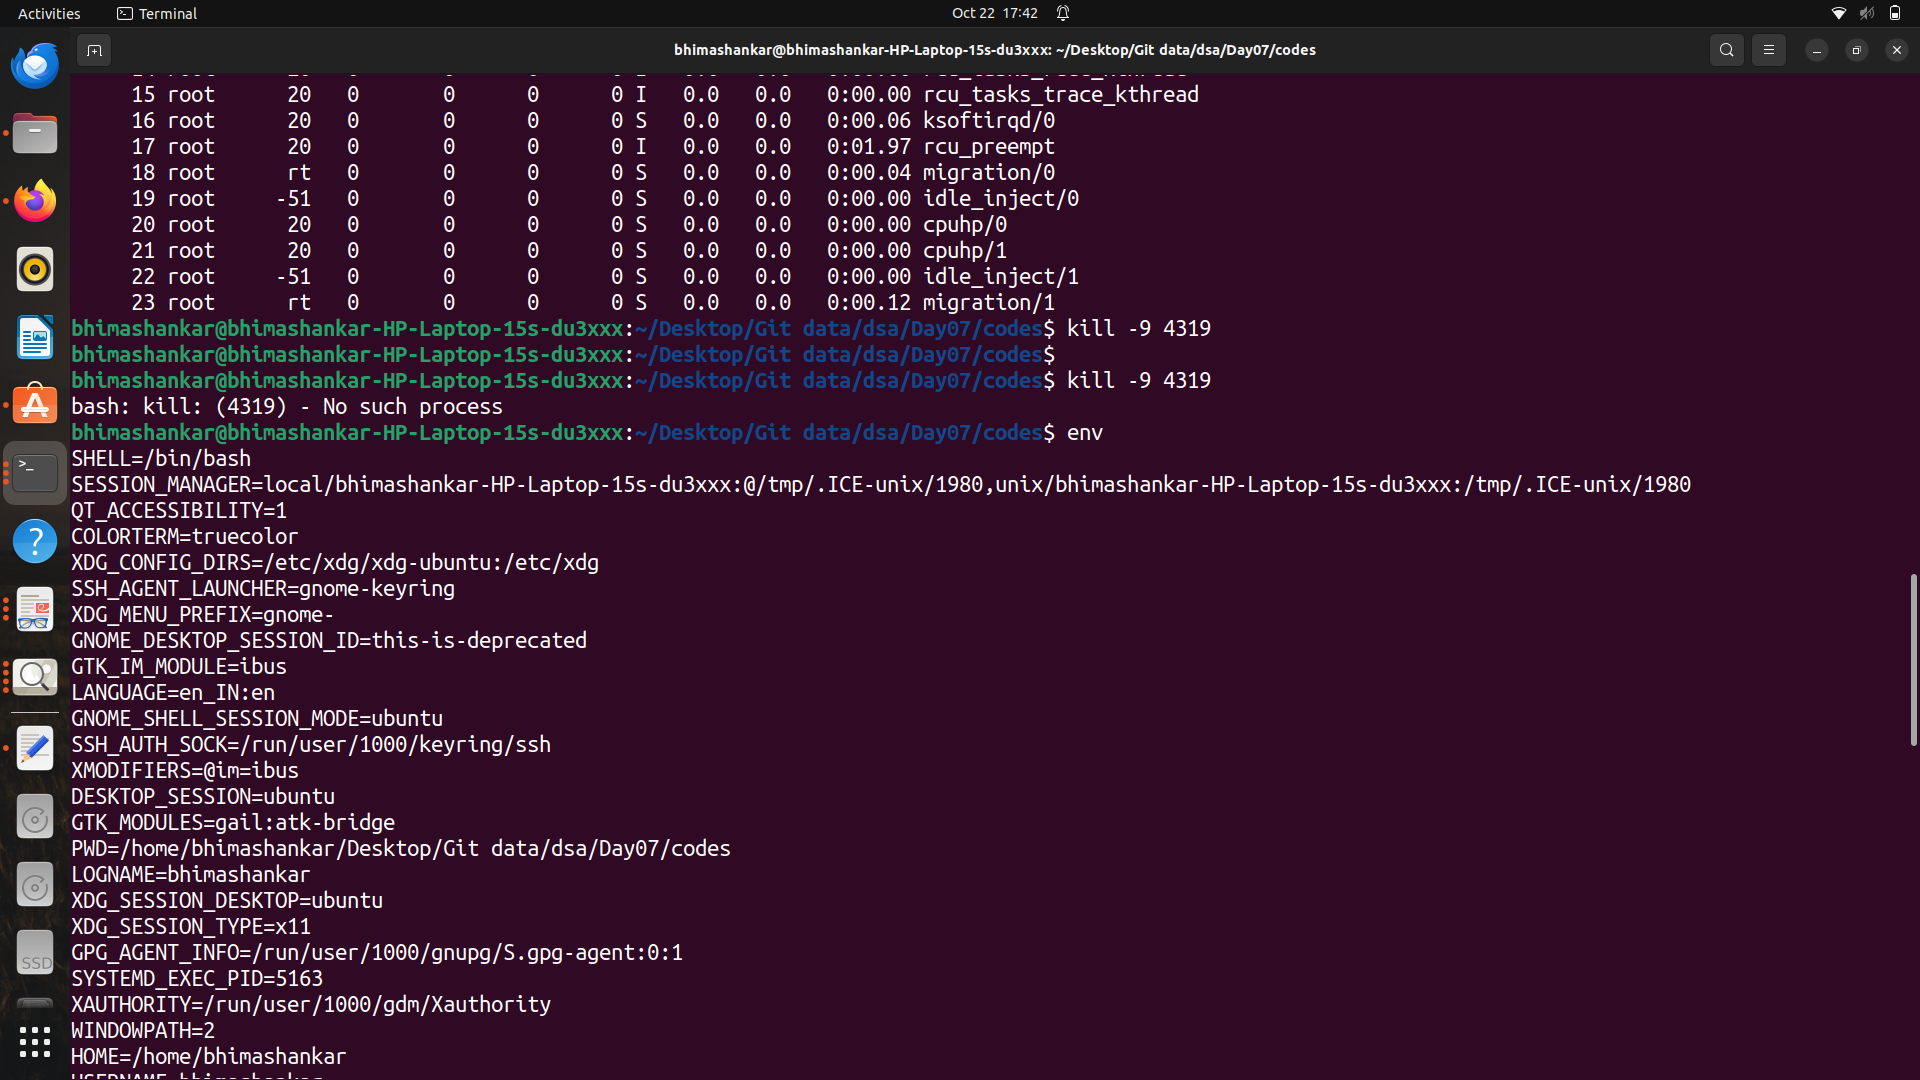 Activities Terminal Oct 22 17:42
bhimashankar@bhimashankar-HP-Laptop-15s-du3xxx: ~/Desktop/Git data/dsa/Day07/codes
15 root 20 0 0 0 0 I 0.0 0.0 0:00.00 rcu_tasks_trace_kthread
16 root 20 0 0 0 0 S 0.0 0.0 0:00.06 ksoftirqd/0
17 root 20 0 0 0 0 I 0.0 0.0 0:01.97 rcu_preempt
18 root rt 0 0 0 0 S 0.0 0.0 0:00.04 migration/0
19 root -51 0 0 0 0 S 0.0 0.0 0:00.00 idle_inject/0
20 root 20 0 0 0 0 S 0.0 0.0 0:00.00 cpuhp/0
21 root 20 0 0 0 0 S 0.0 0.0 0:00.00 cpuhp/1
22 root -51 0 0 0 0 S 0.0 0.0 0:00.00 idle_inject/1
23 root rt 0 0 0 0 S 0.0 0.0 0:00.12 migration/1
bhimashankar@bhimashankar-HP-Laptop-15s-du3xxx:~/Desktop/Git data/dsa/Day07/codes$ kill -9 4319
bhimashankar@bhimashankar-HP-Laptop-15s-du3xxx:~/Desktop/Git data/dsa/Day07/codes$
bhimashankar@bhimashankar-HP-Laptop-15s-du3xxx:~/Desktop/Git data/dsa/Day07/codes$ kill -9 4319
bash: kill: (4319) - No such process
bhimashankar@bhimashankar-HP-Laptop-15s-du3xxx:~/Desktop/Git data/dsa/Day07/codes$ env
SHELL=/bin/bash
SESSION_MANAGER=local/bhimashankar-HP-Laptop-15s-du3xxx:@/tmp/.ICE-unix/1980,unix/bhimashankar-HP-Laptop-15s-du3xxx:/tmp/.ICE-unix/1980
QT_ACCESSIBILITY=1
COLORTERM=truecolor
XDG_CONFIG_DIRS=/etc/xdg/xdg-ubuntu:/etc/xdg
SSH_AGENT_LAUNCHER=gnome-keyring
XDG_MENU_PREFIX=gnome-
GNOME_DESKTOP_SESSION_ID=this-is-deprecated
GTK_IM_MODULE=ibus
LANGUAGE=en_IN:en
GNOME_SHELL_SESSION_MODE=ubuntu
SSH_AUTH_SOCK=/run/user/1000/keyring/ssh
XMODIFIERS=@im=ibus
DESKTOP_SESSION=ubuntu
GTK_MODULES=gail:atk-bridge
PWD=/home/bhimashankar/Desktop/Git data/dsa/Day07/codes
LOGNAME=bhimashankar
XDG_SESSION_DESKTOP=ubuntu
XDG_SESSION_TYPE=x11
GPG_AGENT_INFO=/run/user/1000/gnupg/S.gpg-agent:0:1
SYSTEMD_EXEC_PID=5163
XAUTHORITY=/run/user/1000/gdm/Xauthority
WINDOWPATH=2
HOME=/home/bhimashankar
SSD